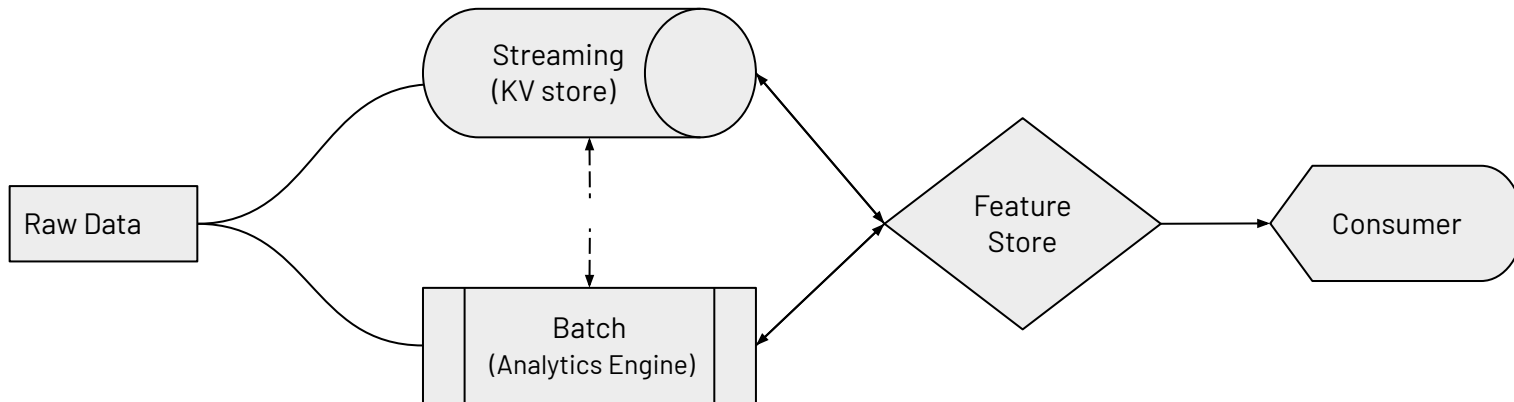 Raw Data
Streaming
(KV store)
Batch
(Analytics Engine)
Feature
Store
Consumer